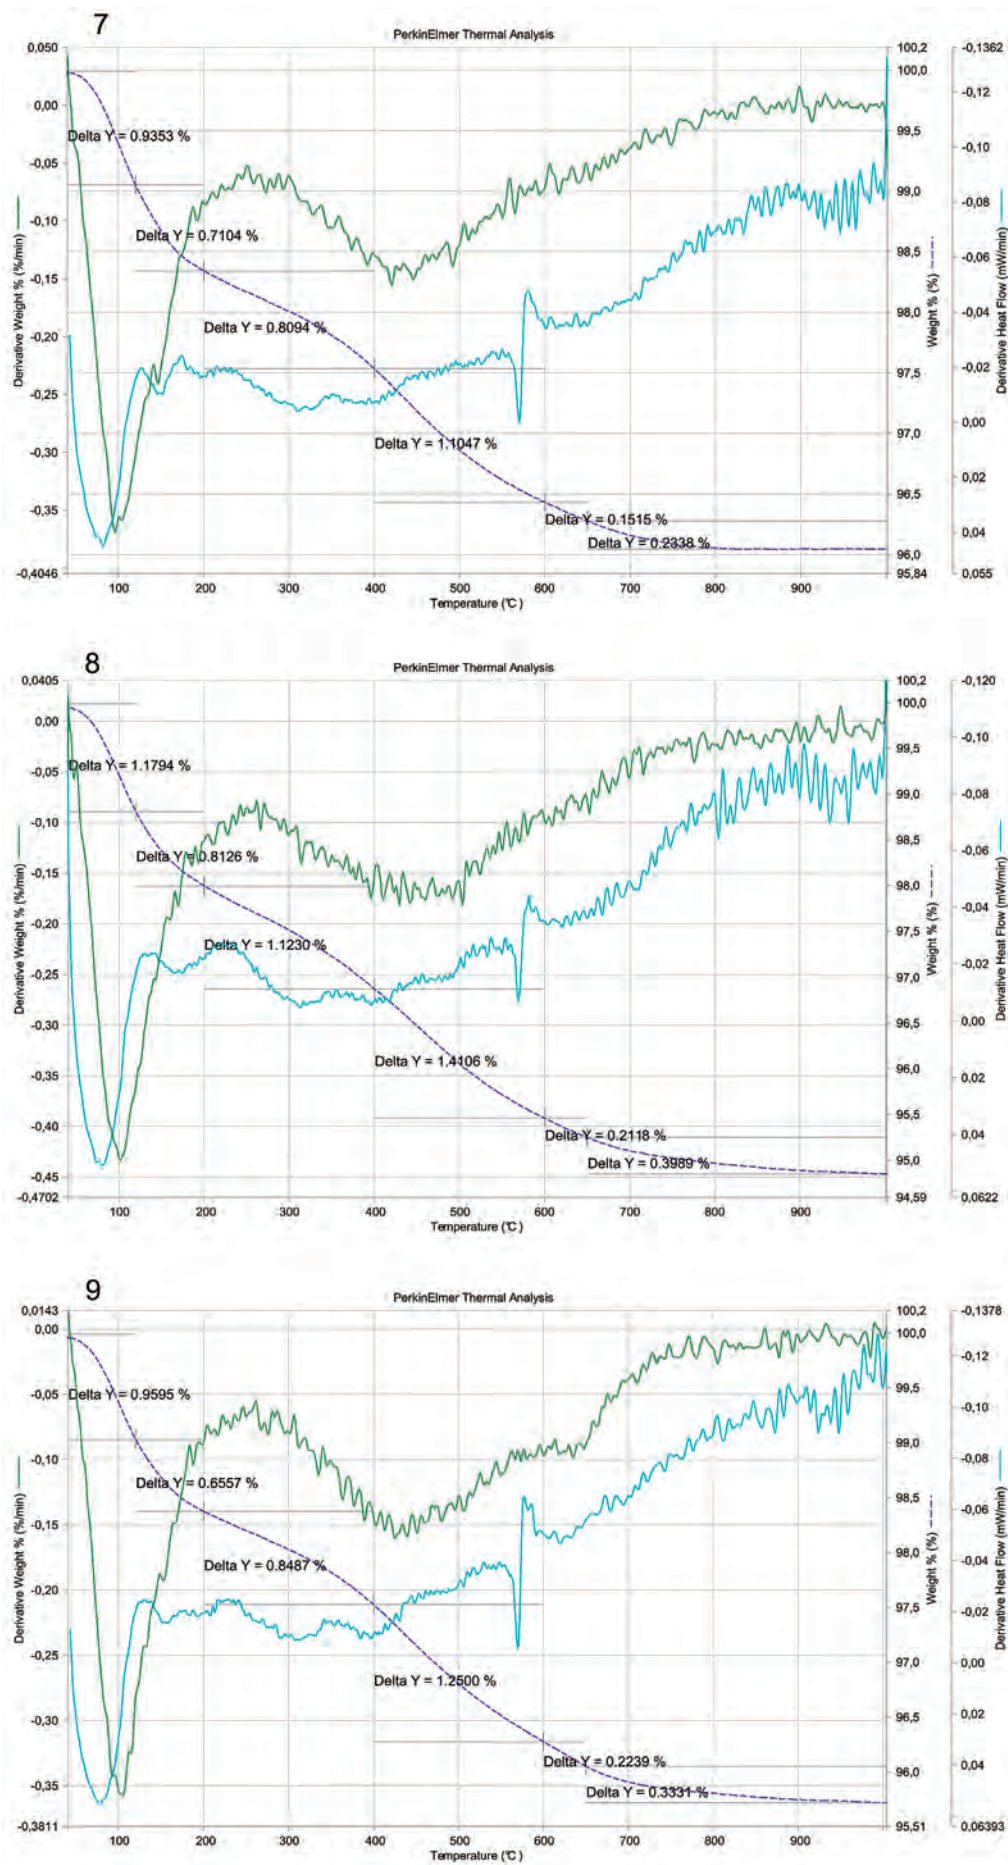 7
PerkinElmer Thermal Analysis
0,050
0,00
-0,05
-0,10
-0,15
-0,20
-0,25
-0,30
-0,35
-0,4046
Derivative Weight % (%/min)
Delta Y = 0.9353 %
Delta Y = 0.7104 %
Delta Y = 0.8094 %
Delta Y = 1.1047 %
Delta Y = 0.1515 %
Delta Y = 0.2338 %
100,2
100,0
99,5
99,0
98,5
98,0
97,5
97,0
96,5
96,0
95,84
Weight % (%)
-0,1362
-0,12
-0,10
-0,08
-0,06
-0,04
-0,02
0,00
0,02
0,04
0,055
Derivative Heat Flow (mW/min)
100 200 300 400 500 600 700 800 900
Temperature (°C)
8
PerkinElmer Thermal Analysis
0,0405
0,00
-0,05
-0,10
-0,15
-0,20
-0,25
-0,30
-0,35
-0,40
-0,45
-0,4702
Derivative Weight % (%/min)
Delta Y = 1.1794 %
Delta Y = 0.8126 %
Delta Y = 1.1230 %
Delta Y = 1.4106 %
Delta Y = 0.2118 %
Delta Y = 0.3989 %
100,2
100,0
99,5
99,0
98,5
98,0
97,5
97,0
96,5
96,0
95,5
95,0
94,59
Weight % (%)
-0,120
-0,10
-0,08
-0,06
-0,04
-0,02
0,00
0,02
0,04
0,0622
Derivative Heat Flow (mW/min)
100 200 300 400 500 600 700 800 900
Temperature (°C)
9
PerkinElmer Thermal Analysis
0,0143
0,00
-0,05
-0,10
-0,15
-0,20
-0,25
-0,30
-0,35
-0,3811
Derivative Weight % (%/min)
Delta Y = 0.9595 %
Delta Y = 0.6557 %
Delta Y = 0.8487 %
Delta Y = 1.2500 %
Delta Y = 0.2239 %
Delta Y = 0.3331 %
100,2
100,0
99,5
99,0
98,5
98,0
97,5
97,0
96,5
96,0
95,51
Weight % (%)
-0,1378
-0,12
-0,10
-0,08
-0,06
-0,04
-0,02
0,00
0,02
0,04
0,06393
Derivative Heat Flow (mW/min)
100 200 300 400 500 600 700 800 900
Temperature (°C)